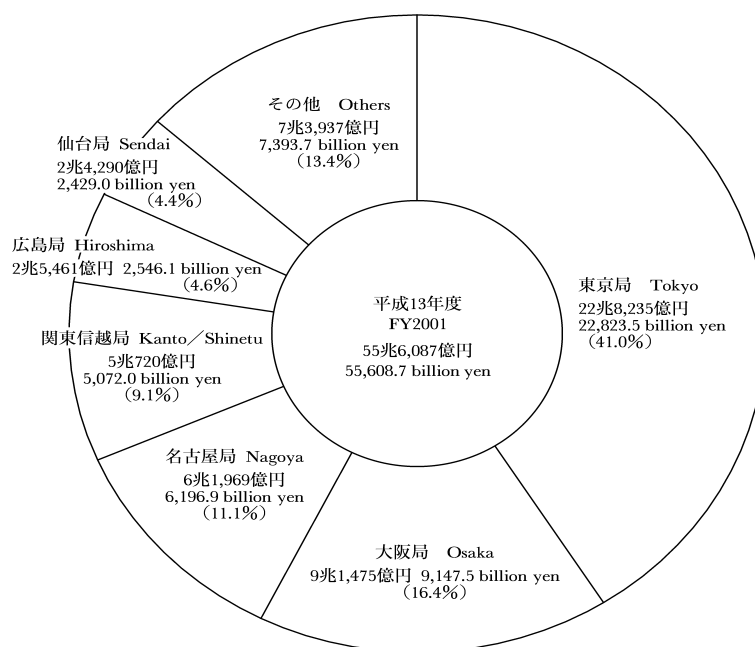 その他　Others
7兆3,937億円
7,393.7 billion yen
（13.4％）
仙台局 Sendai
2兆4,290億円
2,429.0 billion yen
（4.4％）
広島局 Hiroshima
2兆5,461億円 2,546.1 billion yen
（4.6％）
関東信越局 Kanto／Shinetu
5兆720億円
5,072.0 billion yen
（9.1％）
名古屋局 Nagoya
6兆1,969億円
6,196.9 billion yen
（11.1％）
大阪局　Osaka
9兆1,475億円 9,147.5 billion yen
（16.4％）
東京局　Tokyo
22兆8,235億円
22,823.5 billion yen
（41.0％）
平成13年度
FY2001
55兆6,087億円
55,608.7 billion yen